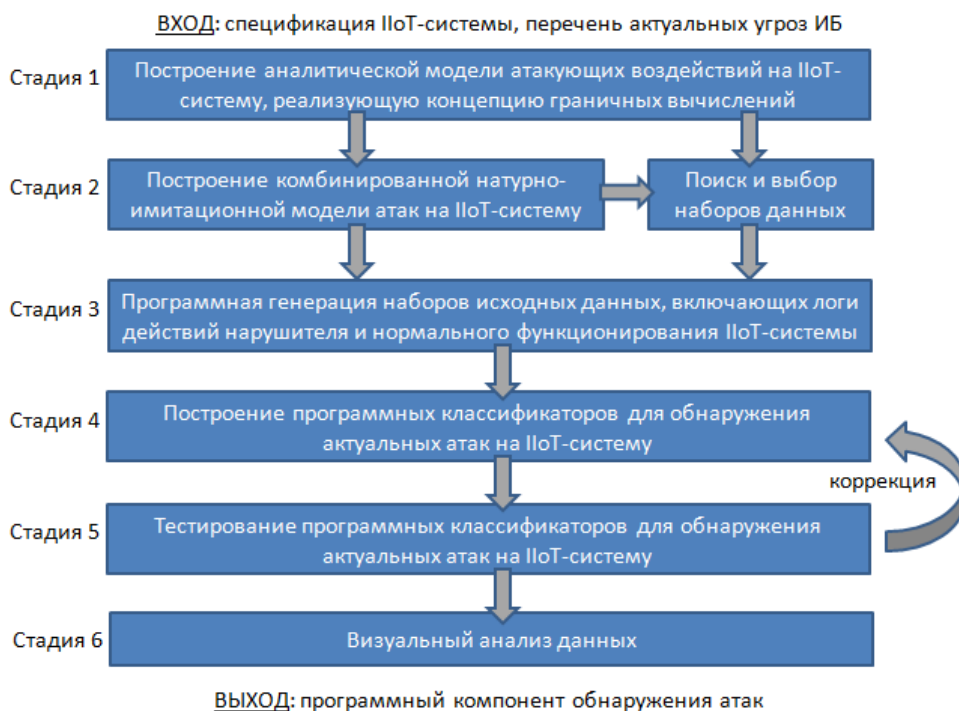 ВХОД: спецификация IIoT-системы, перечень актуальных угроз ИБ
Стадия 1
Построение аналитической модели атакующих воздействий на IIoT-
систему, реализующую концепцию граничных вычислений
Стадия 2
Построение комбинированной натурно-
имитационной модели атак на IIoT-систему
Поиск и выбор
наборов данных
Стадия 3
Программная генерация наборов исходных данных, включающих логи
действий нарушителя и нормального функционирования IIoT-системы
Стадия 4
Построение программных классификаторов для обнаружения
актуальных атак на IIoT-систему
коррекция
Стадия 5
Тестирование программных классификаторов для обнаружения
актуальных атак на IIoT-систему
Стадия 6
Визуальный анализ данных
ВЫХОД: программный компонент обнаружения атак